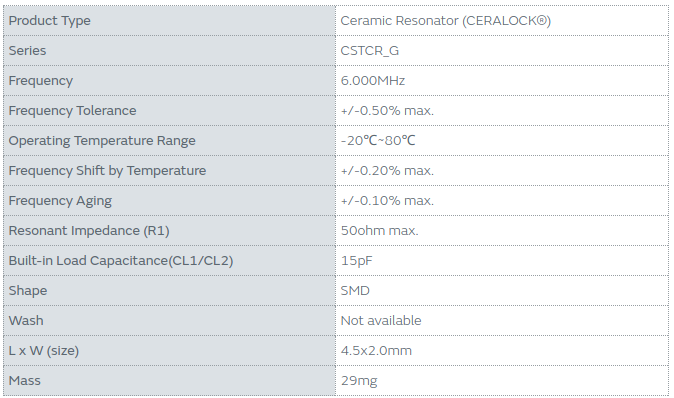 Product Type Ceramic Resonator (CERALOCK®)
Series CSTCR_G
Frequency 6.000MHz
Frequency Tolerance +/-0.50% max.
Operating Temperature Range -20℃~80℃
Frequency Shift by Temperature +/-0.20% max.
Frequency Aging +/-0.10% max.
Resonant Impedance (R1) 50ohm max.
Built-in Load Capacitance(CL1/CL2) 15pF
Shape SMD
Wash Not available
L x W (size) 4.5x2.0mm
Mass 29mg